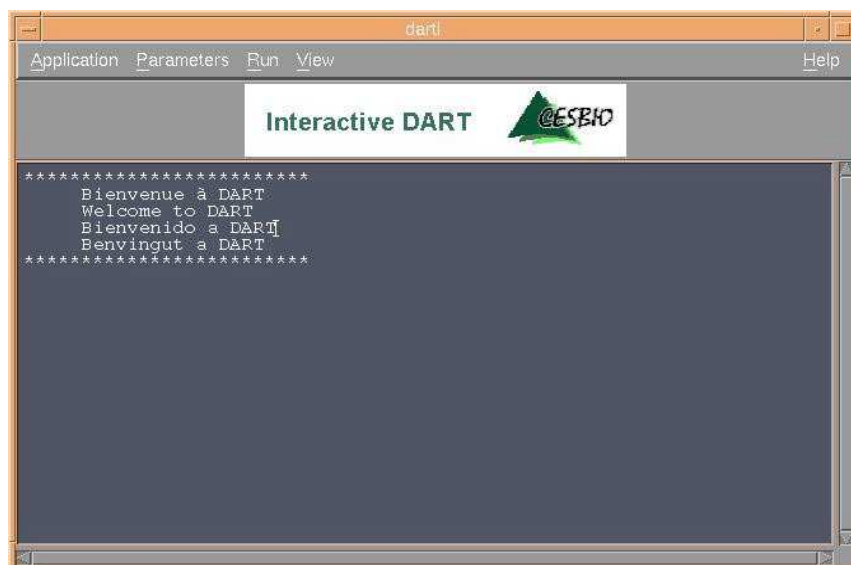 darti
Application Parameters Run View Help
Interactive DART CESBIO
*************************
Bienvenue à DART
Welcome to DART
Bienvenido a DART
Benvingut a DART
*************************